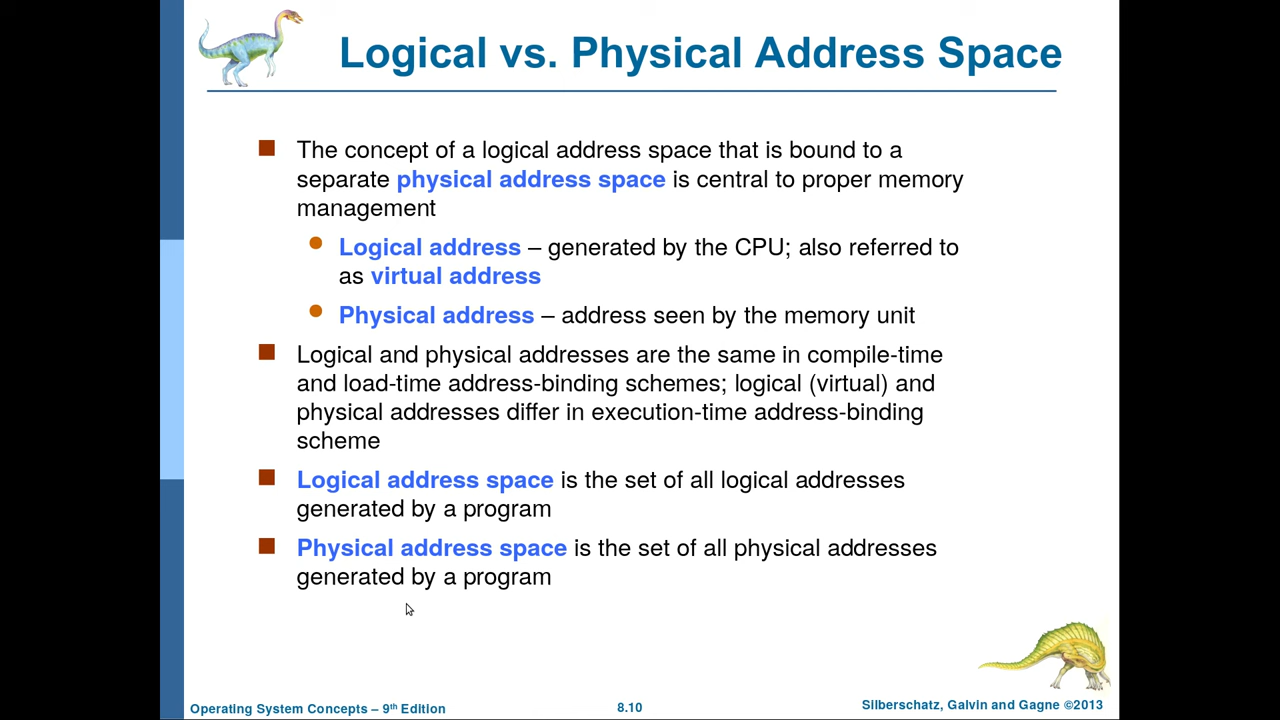 Logical vs. Physical Address Space
The concept of a logical address space that is bound to a
separate physical address space is central to proper memory
management
Logical address – generated by the CPU; also referred to
as virtual address
Physical address – address seen by the memory unit
Logical and physical addresses are the same in compile-time
and load-time address-binding schemes; logical (virtual) and
physical addresses differ in execution-time address-binding
scheme
Logical address space is the set of all logical addresses
generated by a program
Physical address space is the set of all physical addresses
generated by a program
Operating System Concepts – 9th Edition
8.10
Silberschatz, Galvin and Gagne ©2013